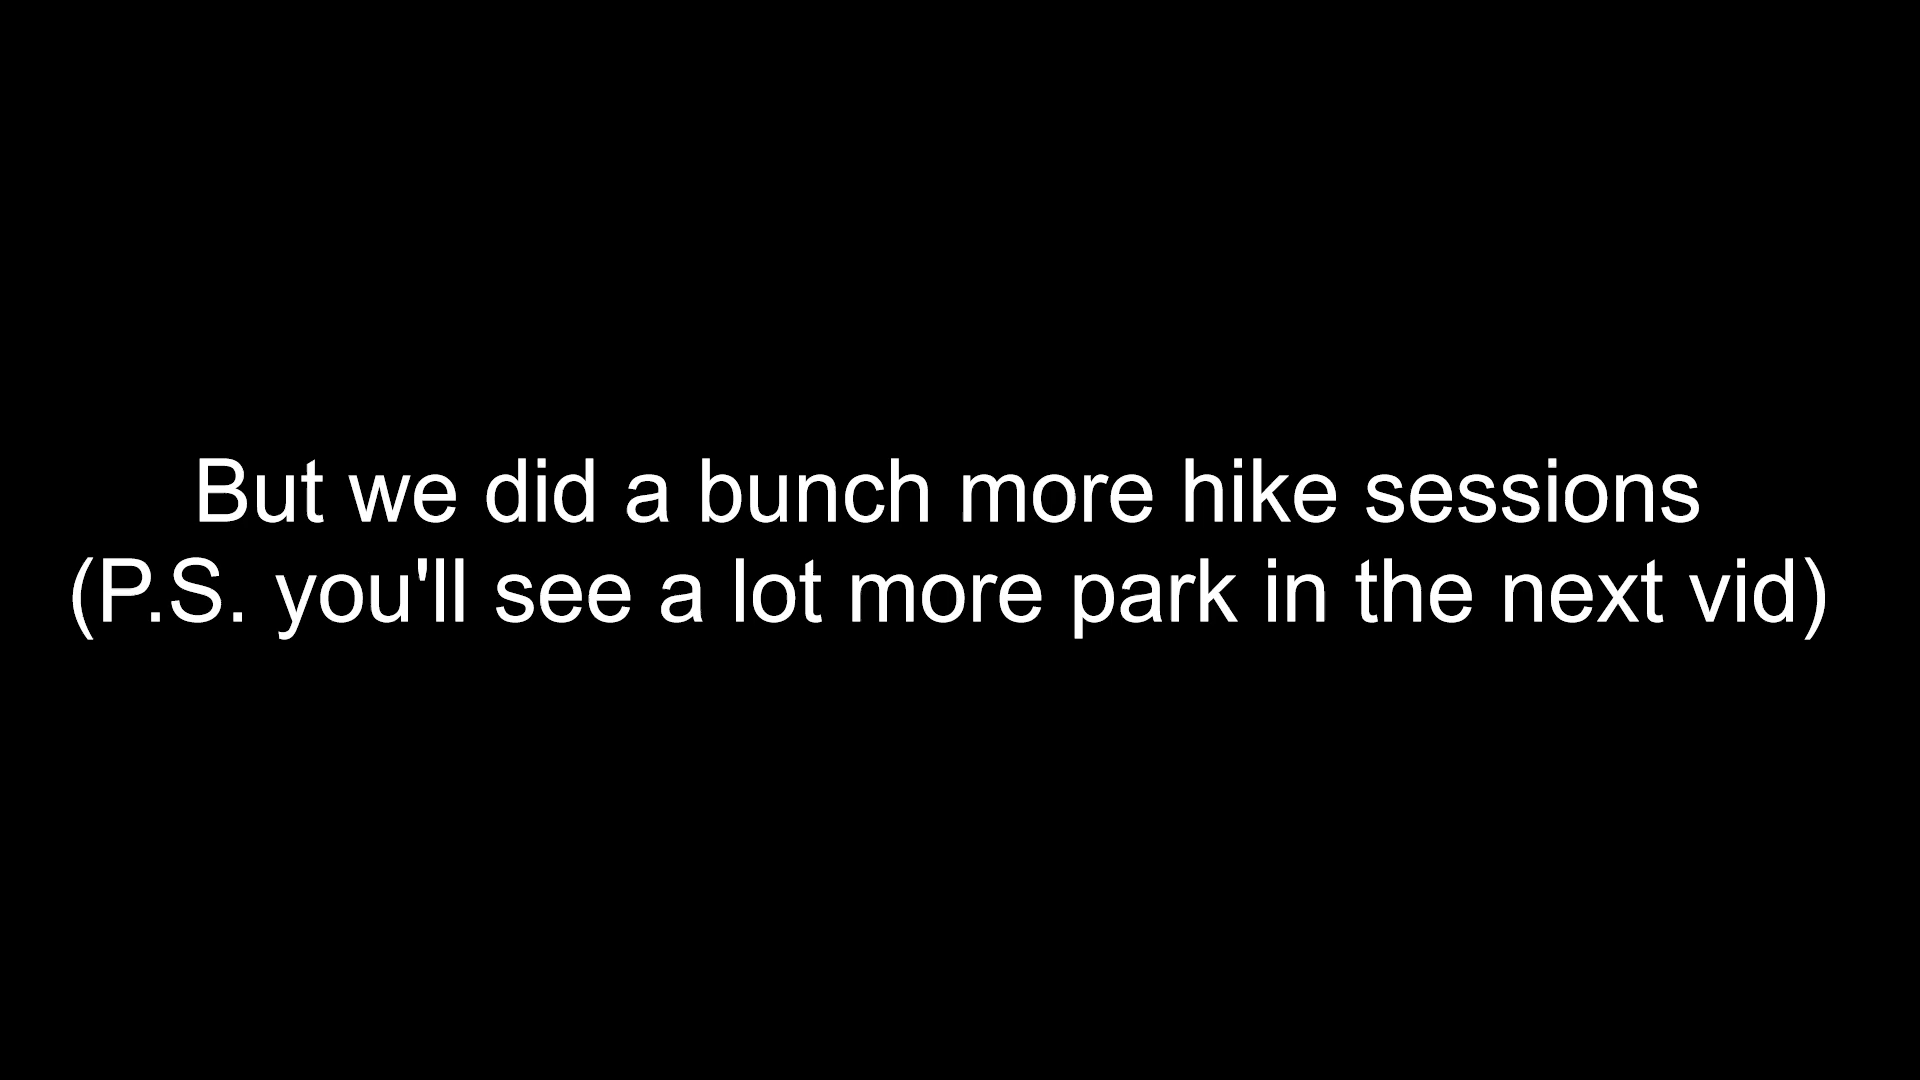 But we did a bunch more hike sessions
(P.S. you'll see a lot more park in the next vid)